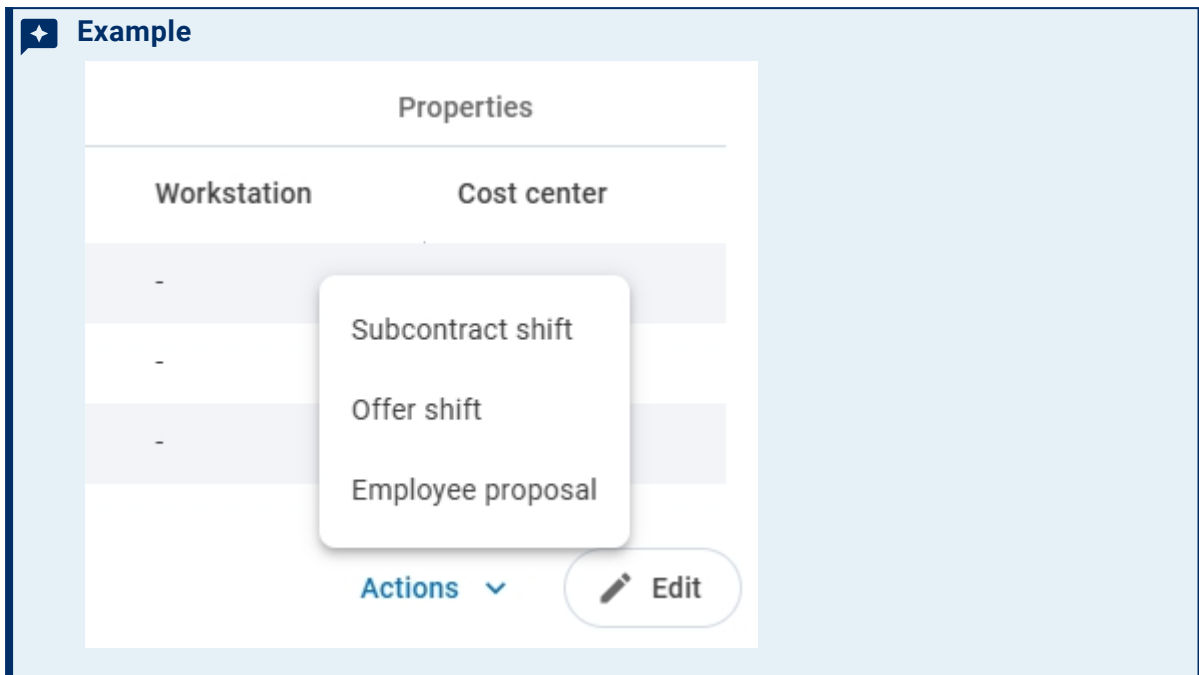 Example
Properties
Workstation Cost center
-
Subcontract shift
-
Offer shift
-
Employee proposal
Actions Edit